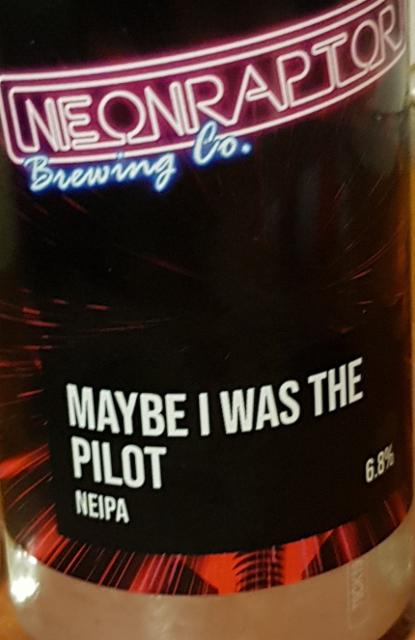 NEONRAPTOR
Brewing Co.
MAYBE I WAS THE
PILOT
NEIPA
6.8%